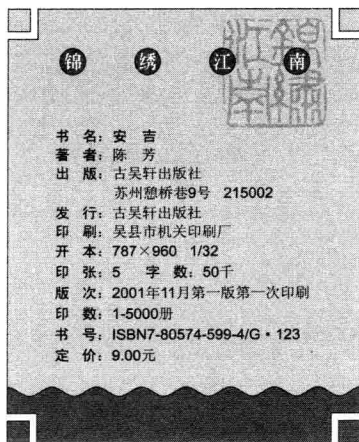 锦 绣 江 南
锦绣江南
书 名：安 吉
著 者：陈 芳
出 版：古吴轩出版社
苏州憩桥巷9号 215002
发 行：古吴轩出版社
印 刷：吴县市机关印刷厂
开 本：787×960 1/32
印 张：5 字 数：50千
版 次：2001年11月第一版第一次印刷
印 数：1-5000册
书 号：ISBN7-80574-599-4/G·123
定 价：9.00元